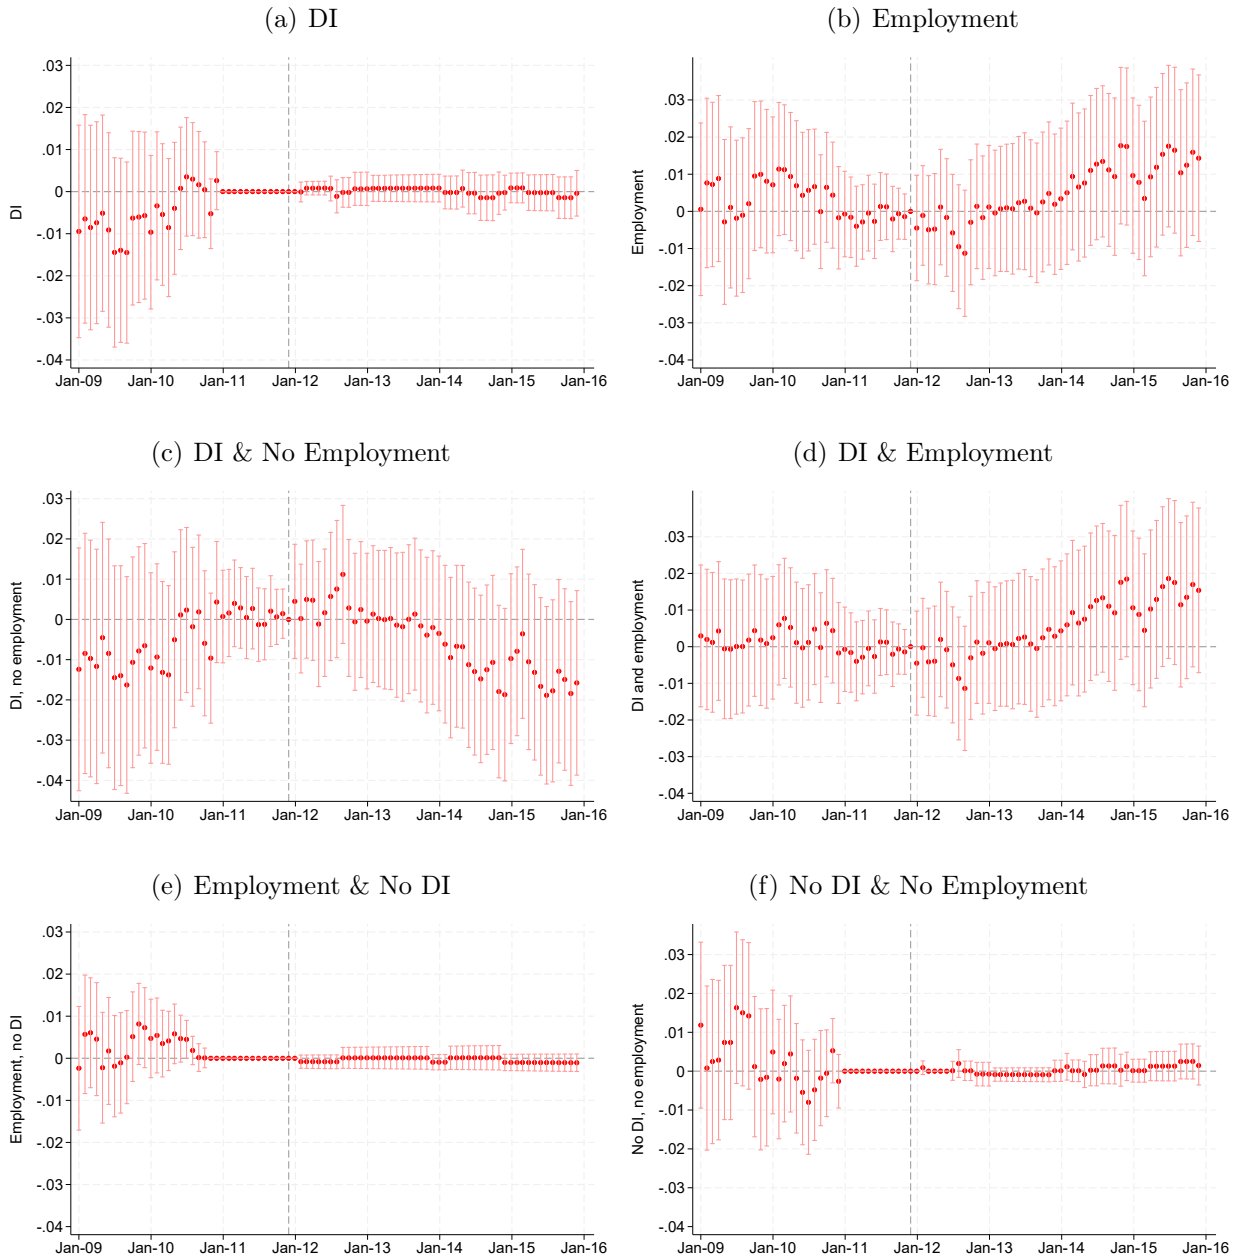 (a) DI
(b) Employment
.03
.02
.01
0
-.01
-.02
-.03
-.04
DI
Jan-09 Jan-10 Jan-11 Jan-12 Jan-13 Jan-14 Jan-15 Jan-16
.03
.02
.01
0
-.01
-.02
-.03
-.04
Employment
Jan-09 Jan-10 Jan-11 Jan-12 Jan-13 Jan-14 Jan-15 Jan-16
(c) DI & No Employment
(d) DI & Employment
.03
.02
.01
0
-.01
-.02
-.03
-.04
DI, no employment
Jan-09 Jan-10 Jan-11 Jan-12 Jan-13 Jan-14 Jan-15 Jan-16
.03
.02
.01
0
-.01
-.02
-.03
-.04
DI and employment
Jan-09 Jan-10 Jan-11 Jan-12 Jan-13 Jan-14 Jan-15 Jan-16
(e) Employment & No DI
(f) No DI & No Employment
.03
.02
.01
0
-.01
-.02
-.03
-.04
Employment, no DI
Jan-09 Jan-10 Jan-11 Jan-12 Jan-13 Jan-14 Jan-15 Jan-16
.03
.02
.01
0
-.01
-.02
-.03
-.04
No DI, no employment
Jan-09 Jan-10 Jan-11 Jan-12 Jan-13 Jan-14 Jan-15 Jan-16